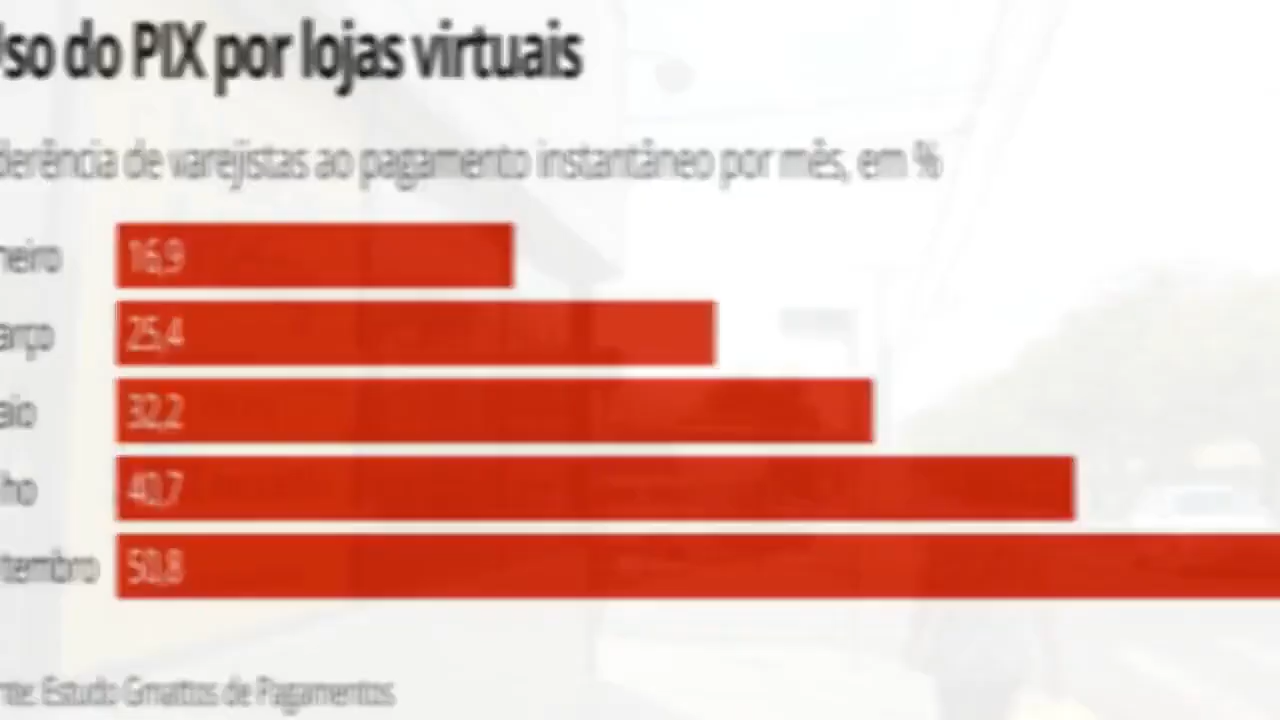 Uso do PIX por lojas virtuais
derência de varejistas ao pagamento instantâneo por mês, em %
neiro 16,9
arço 25,4
aio 32,2
lho 40,7
tembro 50,8
nte: Estudo Gmattos de Pagamentos